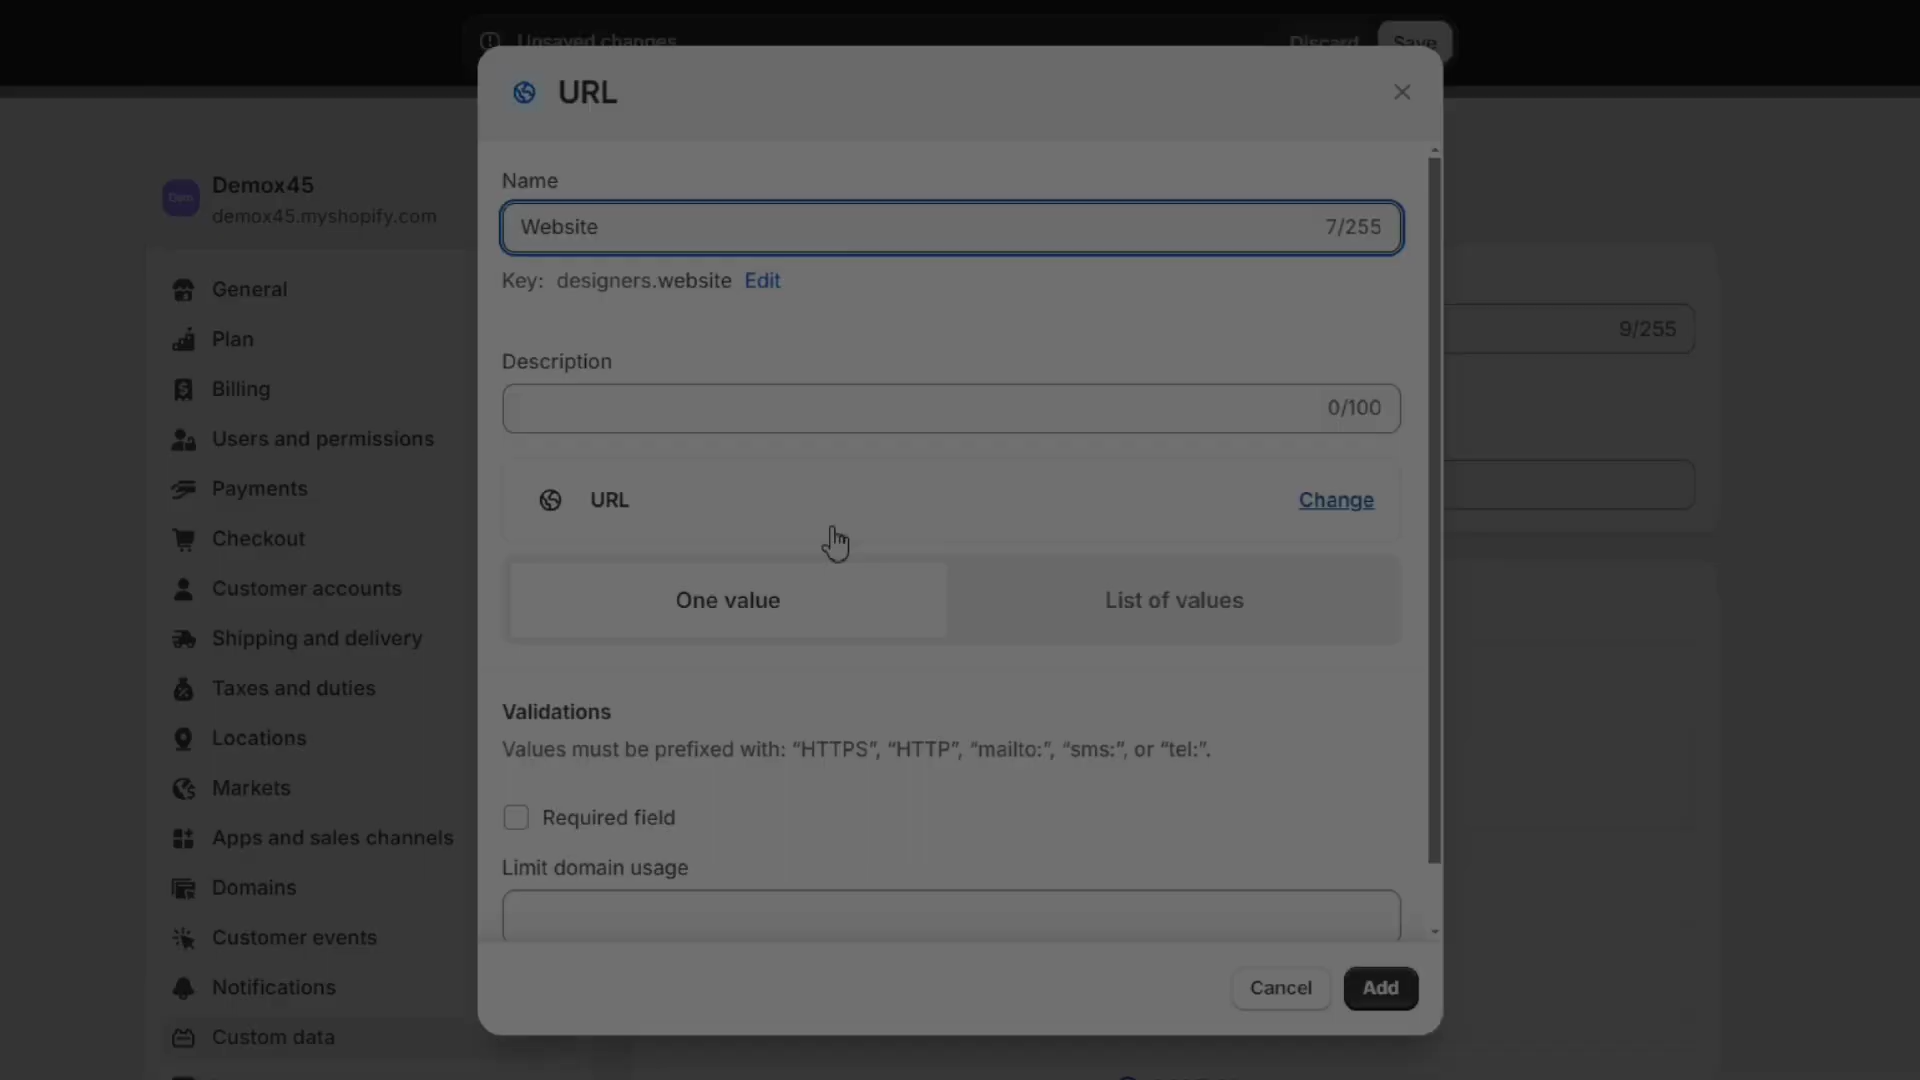 Unsaved changes
Discard
Save
URL
Dem
Demox45
demox45.myshopify.com
General
Plan
Billing
Users and permissions
Payments
Checkout
Customer accounts
Shipping and delivery
Taxes and duties
Locations
Markets
Apps and sales channels
Domains
Customer events
Notifications
Custom data
Name
Website 7/255
Key: designers.website Edit
Description
0/100
URL Change
One value List of values
Validations
Values must be prefixed with: “HTTPS”, “HTTP”, “mailto:”, “sms:”, or “tel:”.
Required field
Limit domain usage
Cancel Add
9/255